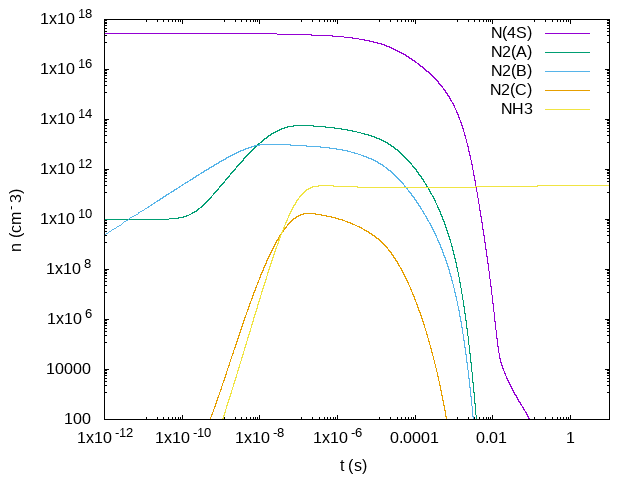 1x10^18
1x10^16
1x10^14
1x10^12
1x10^10
1x10^8
1x10^6
10000
100
n (cm^-3)
N(4S)
N2(A)
N2(B)
N2(C)
NH3
1x10^-12 1x10^-10 1x10^-8 1x10^-6 0.0001 0.01 1
t (s)